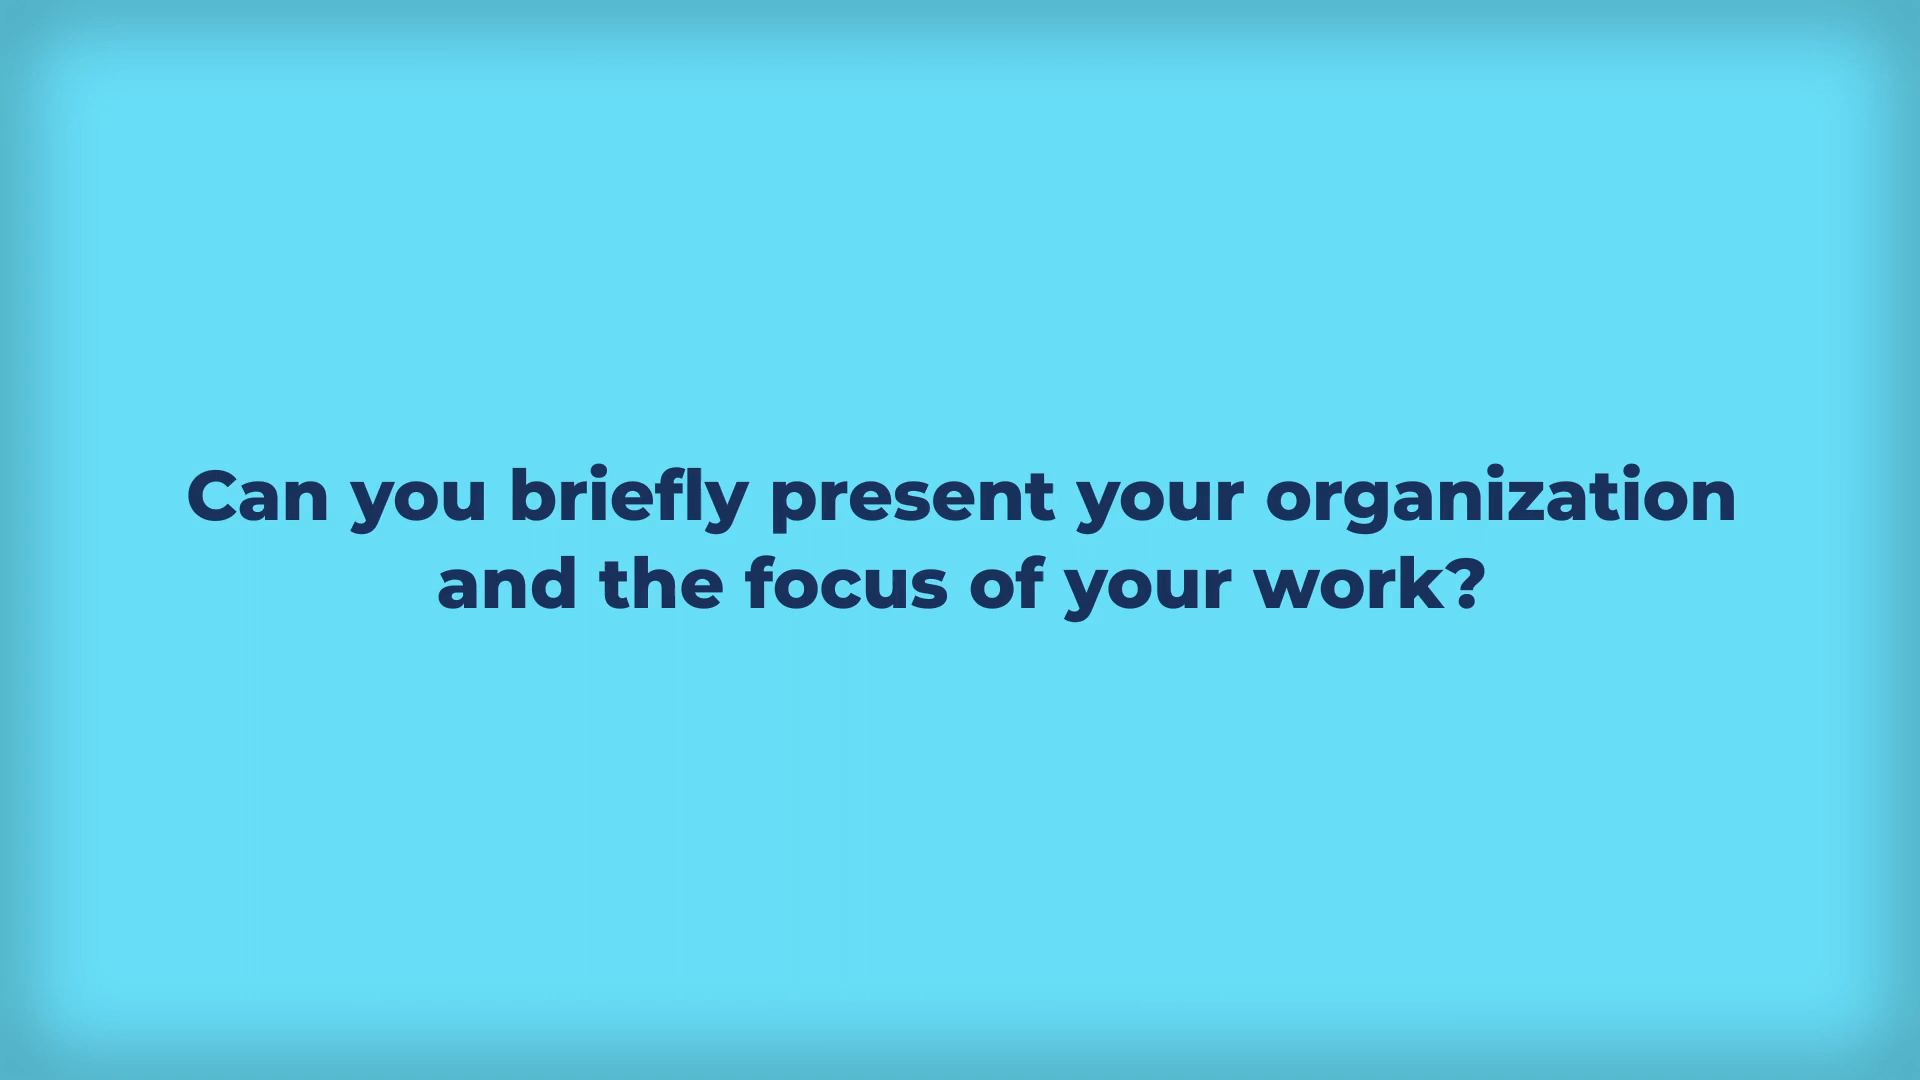 Can you briefly present your organization
and the focus of your work?